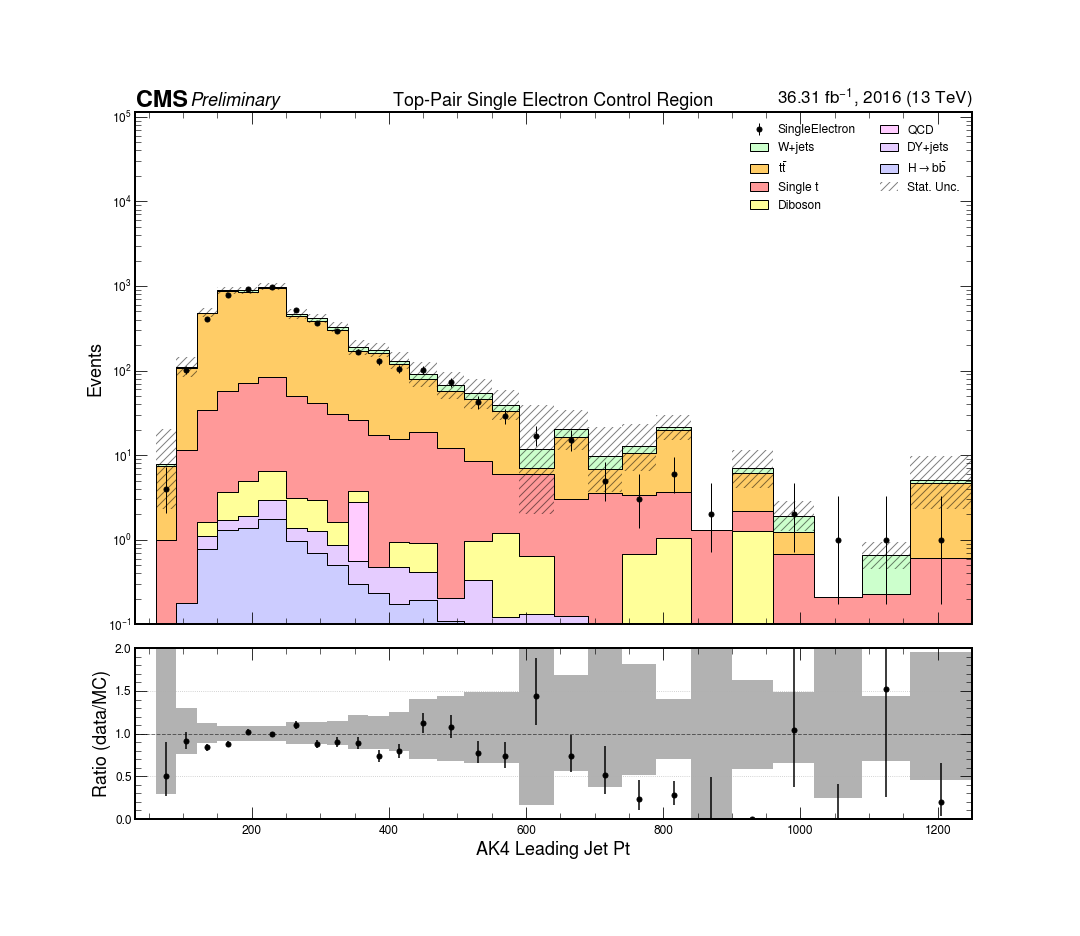 CMS Preliminary Top-Pair Single Electron Control Region 36.31 fb⁻¹, 2016 (13 TeV)
10⁵
10⁴
10³
10²
10¹
10⁰
10⁻¹
Events
SingleElectron
W+jets
tt̄
Single t
Diboson
QCD
DY+jets
H→bb̄
Stat. Unc.
2.0
1.5
1.0
0.5
0.0
Ratio (data/MC)
200 400 600 800 1000 1200
AK4 Leading Jet Pt